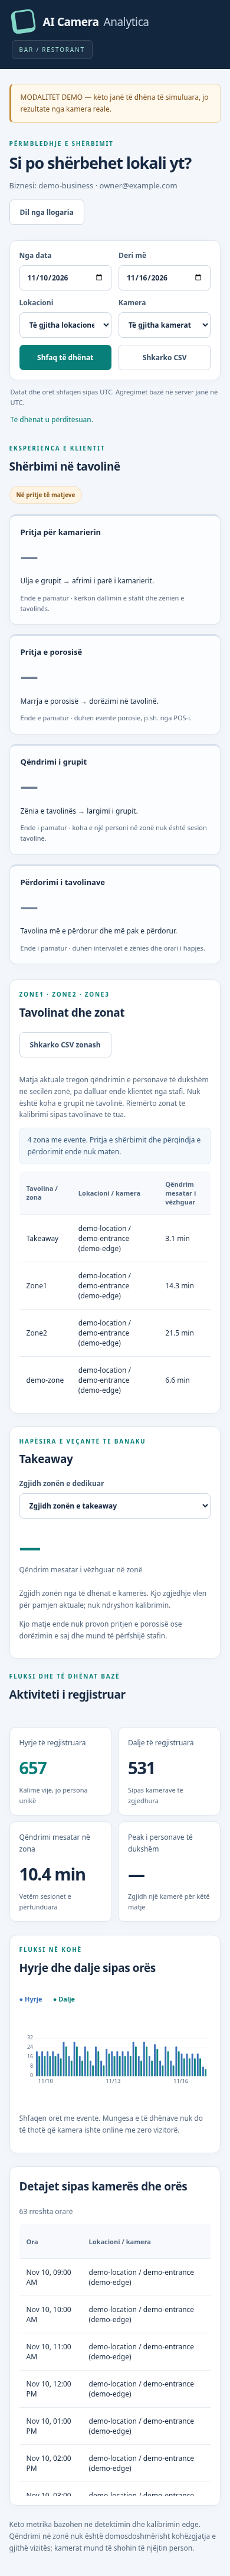 AI Camera Analytica
BAR / RESTORANT
MODALITET DEMO — këto janë të dhëna të simuluara, jo
rezultate nga kamera reale.
PËRMBLEDHJE E SHËRBIMIT
Si po shërbehet lokali yt?
Biznesi: demo-business · owner@example.com
Dil nga llogaria
Nga data
Deri më
11/10/2026
11/16/2026
Lokacioni
Kamera
Të gjitha lokacione
Të gjitha kamerat
Shfaq të dhënat
Shkarko CSV
Datat dhe orët shfaqen sipas UTC. Agregimet bazë në server janë në
UTC.
Të dhënat u përditësuan.
EKSPERIENCA E KLIENTIT
Shërbimi në tavolinë
Në pritje të matjeve
Pritja për kamarierin
—
Ulja e grupit → afrimi i parë i kamarierit.
Ende e pamatur · kërkon dallimin e stafit dhe zënien e
tavolinës.
Pritja e porosisë
—
Marrja e porosisë → dorëzimi në tavolinë.
Ende e pamatur · duhen evente porosie, p.sh. nga POS-i.
Qëndrimi i grupit
—
Zënia e tavolinës → largimi i grupit.
Ende i pamatur · koha e një personi në zonë nuk është sesion
tavoline.
Përdorimi i tavolinave
—
Tavolina më e përdorur dhe më pak e përdorur.
Ende i pamatur · duhen intervalet e zënies dhe orari i hapjes.
ZONE1 · ZONE2 · ZONE3
Tavolinat dhe zonat
Shkarko CSV zonash
Matja aktuale tregon qëndrimin e personave të dukshëm
në secilën zonë, pa dalluar ende klientët nga stafi. Nuk
është koha e grupit në tavolinë. Riemërto zonat te
kalibrimi sipas tavolinave të tua.
4 zona me evente. Pritja e shërbimit dhe përqindja e
përdorimit ende nuk maten.
Tavolina /
zona
Lokacioni / kamera
Qëndrim
mesatar i
vëzhguar
Takeaway
demo-location /
demo-entrance
(demo-edge)
3.1 min
Zone1
demo-location /
demo-entrance
(demo-edge)
14.3 min
Zone2
demo-location /
demo-entrance
(demo-edge)
21.5 min
demo-zone
demo-location /
demo-entrance
(demo-edge)
6.6 min
HAPËSIRA E VEÇANTË TE BANAKU
Takeaway
Zgjidh zonën e dedikuar
Zgjidh zonën e takeaway
—
Qëndrim mesatar i vëzhguar në zonë
Zgjidh zonën nga të dhënat e kamerës. Kjo zgjedhje vlen
për pamjen aktuale; nuk ndryshon kalibrimin.
Kjo matje ende nuk provon pritjen e porosisë ose
dorëzimin e saj dhe mund të përfshijë stafin.
FLUKSI DHE TË DHËNAT BAZË
Aktiviteti i regjistruar
Hyrje të regjistruara
657
Kalime vije, jo persona
unikë
Dalje të regjistruara
531
Sipas kamerave të
zgjedhura
Qëndrimi mesatar në
zona
10.4 min
Vetëm sesionet e
përfunduara
Peak i personave të
dukshëm
—
Zgjidh një kamerë për këtë
matje
FLUKSI NË KOHË
Hyrje dhe dalje sipas orës
● Hyrje ● Dalje
32
24
16
8
0
11/10 11/13 11/16
Shfaqen orët me evente. Mungesa e të dhënave nuk do
të thotë që kamera ishte online me zero vizitorë.
Detajet sipas kamerës dhe orës
63 rreshta orarë
Ora
Lokacioni / kamera
Nov 10, 09:00
AM
demo-location / demo-entrance
(demo-edge)
Nov 10, 10:00
AM
demo-location / demo-entrance
(demo-edge)
Nov 10, 11:00
AM
demo-location / demo-entrance
(demo-edge)
Nov 10, 12:00
PM
demo-location / demo-entrance
(demo-edge)
Nov 10, 01:00
PM
demo-location / demo-entrance
(demo-edge)
Nov 10, 02:00
PM
demo-location / demo-entrance
(demo-edge)
Nov 10, 03:00
demo-location / demo-entrance
Këto metrika bazohen në detektimin dhe kalibrimin edge.
Qëndrimi në zonë nuk është domosdoshmërisht kohëzgjatja e
gjithë vizitës; kamerat mund të shohin të njëjtin person.